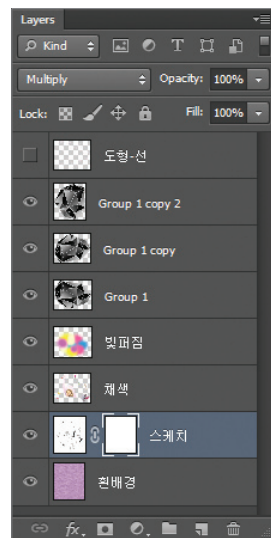 Layers
Kind
Multiply Opacity: 100%
Lock: Fill: 100%
도형-선
Group 1 copy 2
Group 1 copy
Group 1
빛퍼짐
채색
스케치
흰배경
fx.